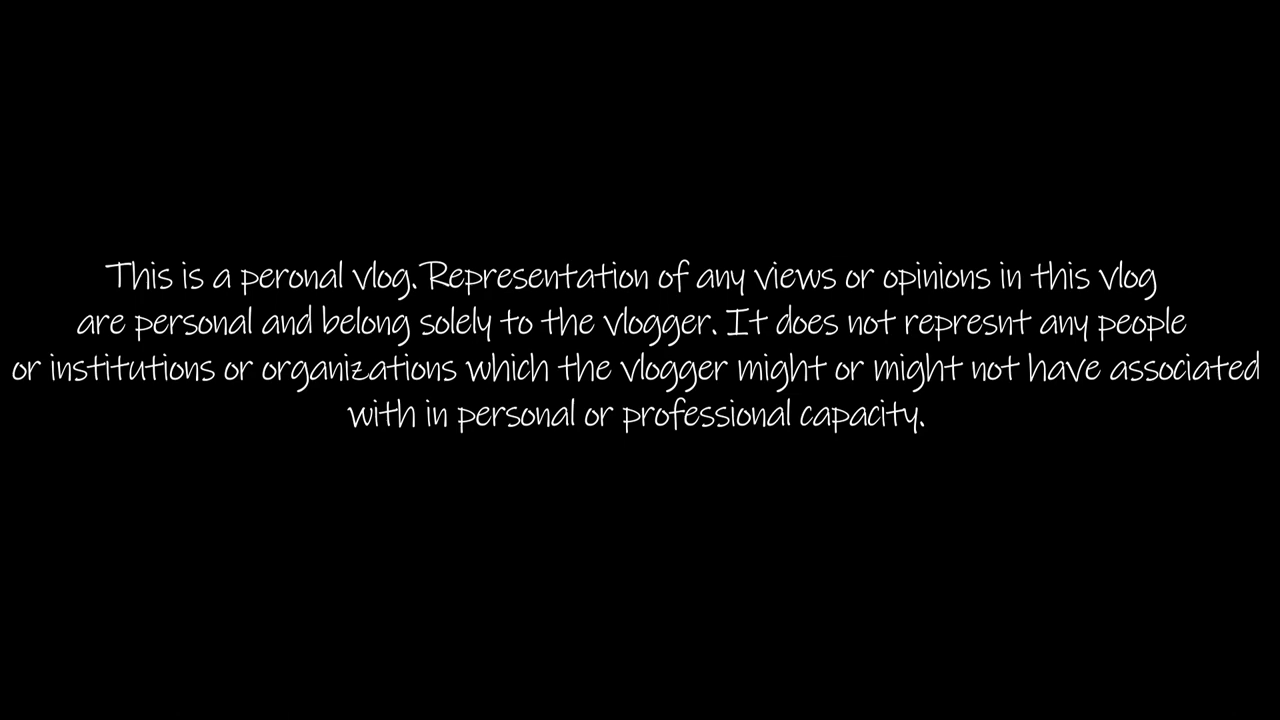 This is a peronal vlog. Representation of any views or opinions in this vlog
are personal and belong solely to the vlogger. It does not represnt any people
or institutions or organizations which the vlogger might or might not have associated
with in personal or professional capacity.